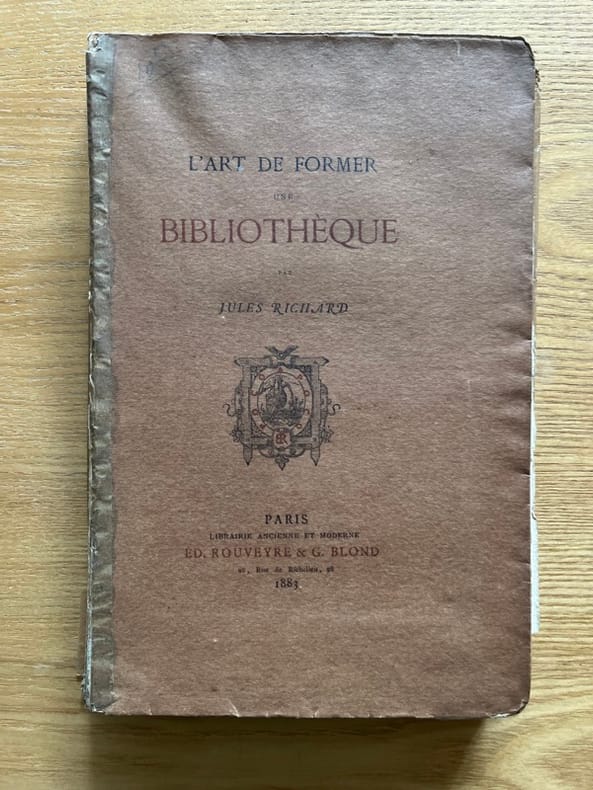 L'ART DE FORMER
UNE
BIBLIOTHÈQUE
PAR
JULES RICHARD
PARIS
LIBRAIRIE ANCIENNE ET MODERNE
ED. ROUVEYRE & G. BLOND
98, Rue de Richelieu, 98
1883